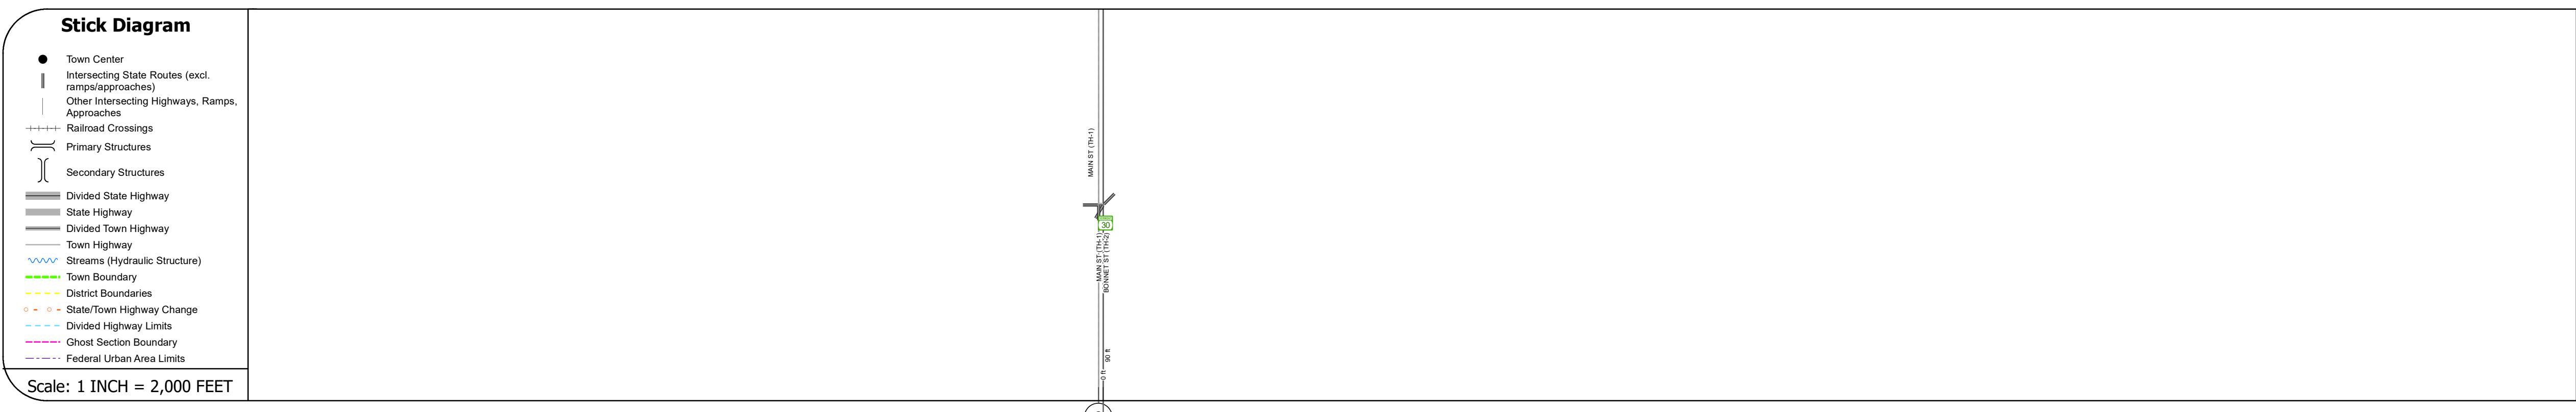 Stick Diagram
Town Center
Intersecting State Routes (excl.
ramps/approaches)
Other Intersecting Highways, Ramps,
Approaches
Railroad Crossings
Primary Structures
Secondary Structures
Divided State Highway
State Highway
Divided Town Highway
Town Highway
Streams (Hydraulic Structure)
Town Boundary
District Boundaries
State/Town Highway Change
Divided Highway Limits
Ghost Section Boundary
Federal Urban Area Limits
Scale: 1 INCH = 2,000 FEET
MAIN ST (TH-1)
30
MAIN ST (TH-1)
BONNET ST (TH-2)
0 ft
90 ft